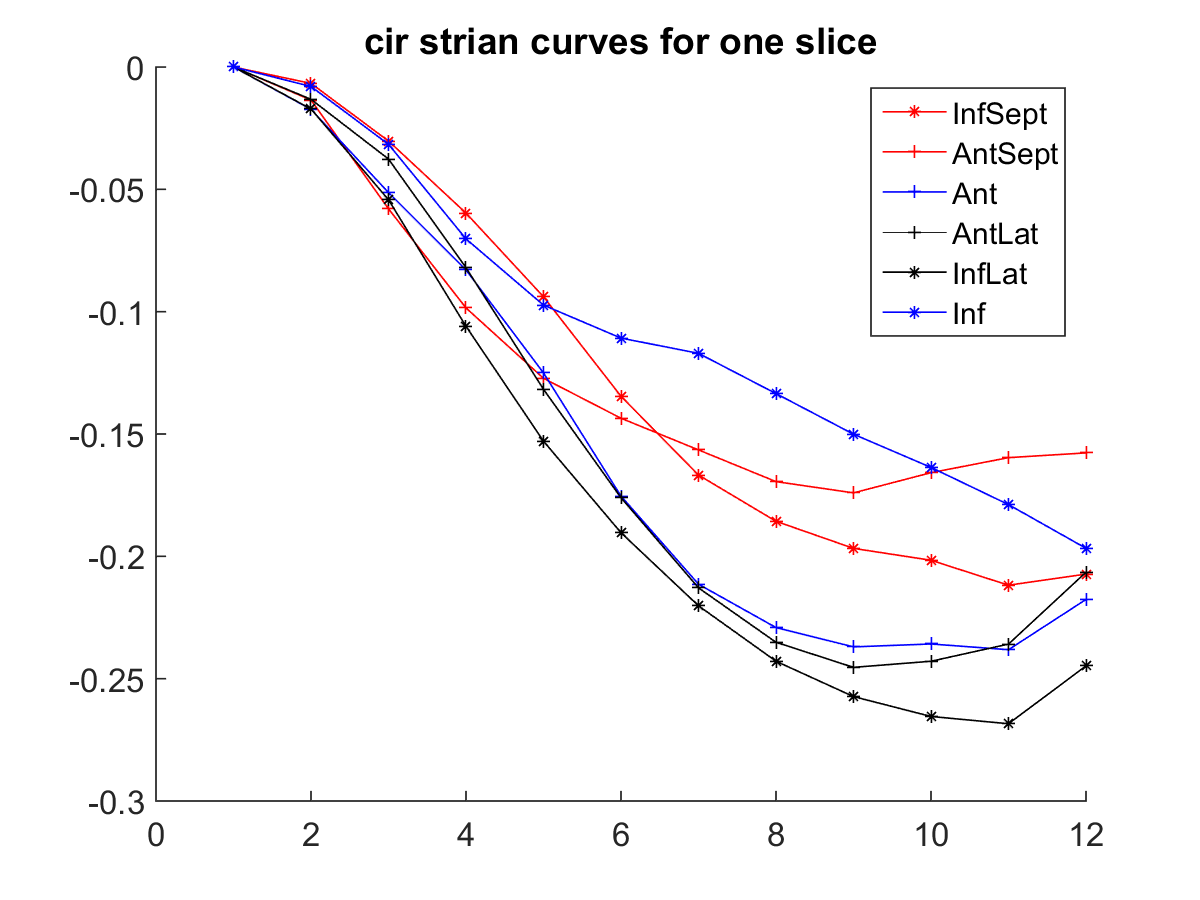 cir strian curves for one slice
0
-0.05
-0.1
-0.15
-0.2
-0.25
-0.3
0 2 4 6 8 10 12
InfSept
AntSept
Ant
AntLat
InfLat
Inf